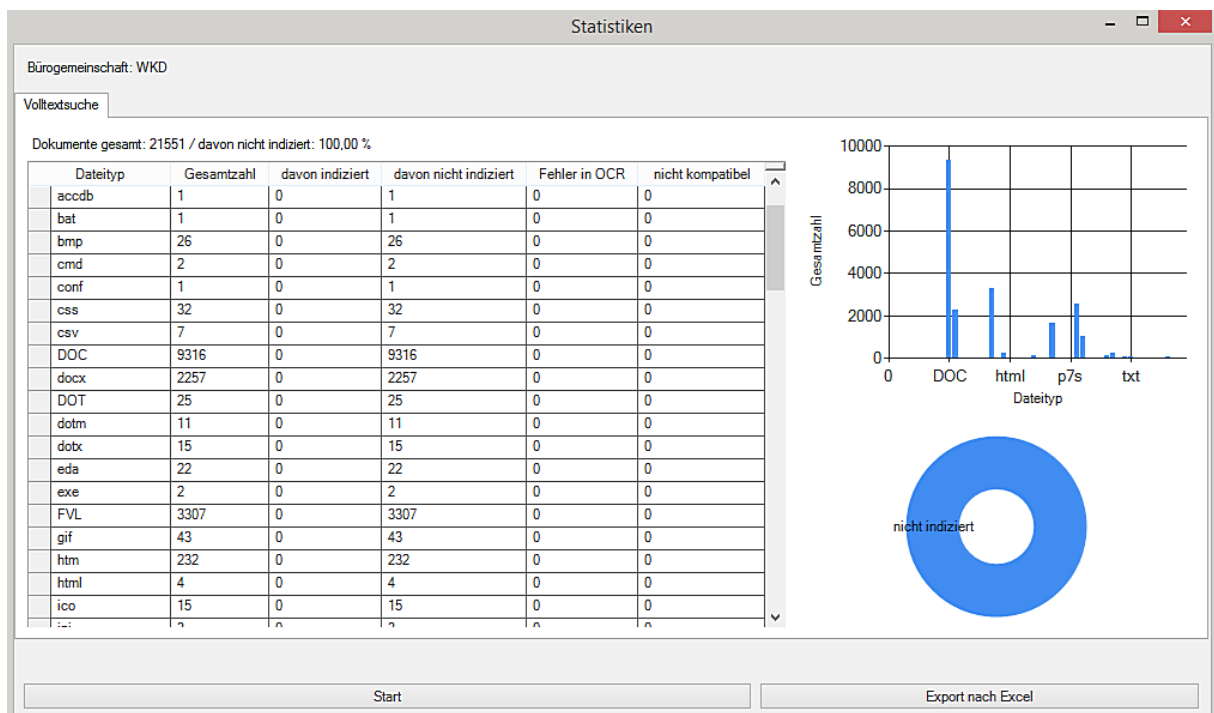 Statistiken
Bürogemeinschaft: WKD
Volltextsuche
Dokumente gesamt: 21551 / davon nicht indiziert: 100,00 %
Dateityp Gesamtzahl davon indiziert davon nicht indiziert Fehler in OCR nicht kompatibel
accdb 1 0 1 0 0
bat 1 0 1 0 0
bmp 26 0 26 0 0
cmd 2 0 2 0 0
conf 1 0 1 0 0
css 32 0 32 0 0
csv 7 0 7 0 0
DOC 9316 0 9316 0 0
docx 2257 0 2257 0 0
DOT 25 0 25 0 0
dotm 11 0 11 0 0
dotx 15 0 15 0 0
eda 22 0 22 0 0
exe 2 0 2 0 0
FVL 3307 0 3307 0 0
gif 43 0 43 0 0
htm 232 0 232 0 0
html 4 0 4 0 0
ico 15 0 15 0 0
10000
8000
6000
4000
2000
0
Gesamtzahl
0 DOC html p7s txt
Dateityp
nicht indiziert
Start
Export nach Excel